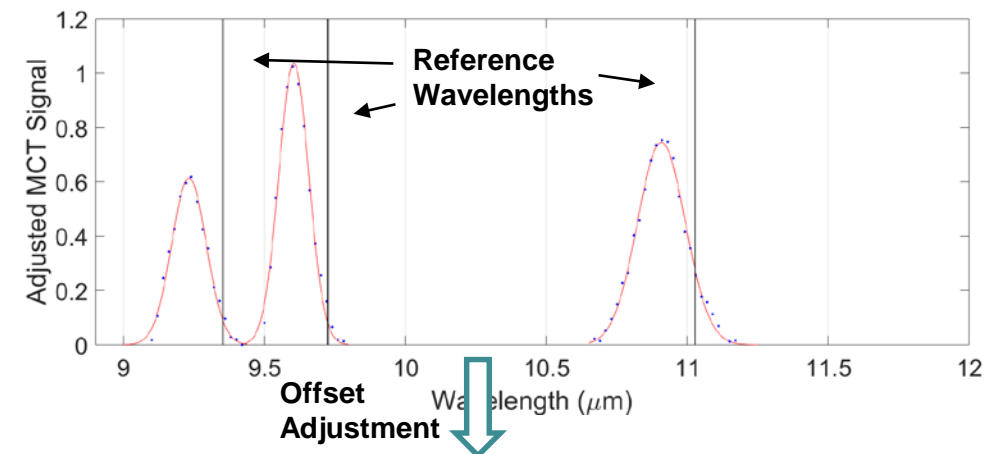 1.2
1
0.8
0.6
0.4
0.2
0
Adjusted MCT Signal
Reference
Wavelengths
9
9.5
10
10.5
11
11.5
12
Offset
Adjustment
Wavelength (μm)